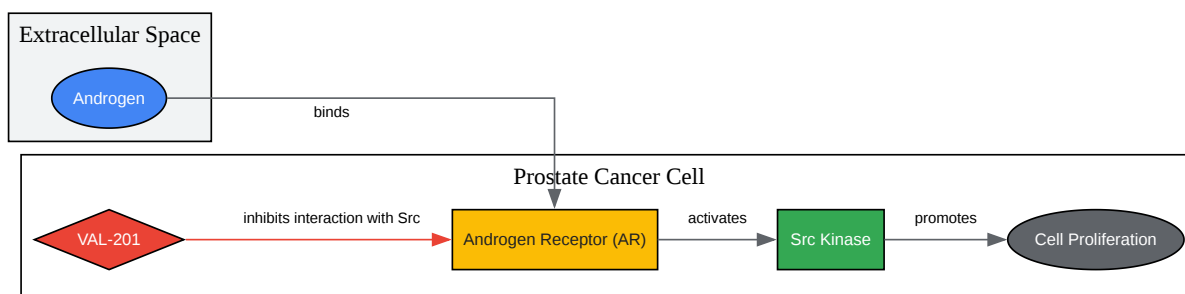 Extracellular Space
Androgen
binds
Prostate Cancer Cell
VAL-201
inhibits interaction with Src
Androgen Receptor (AR)
activates
Src Kinase
promotes
Cell Proliferation